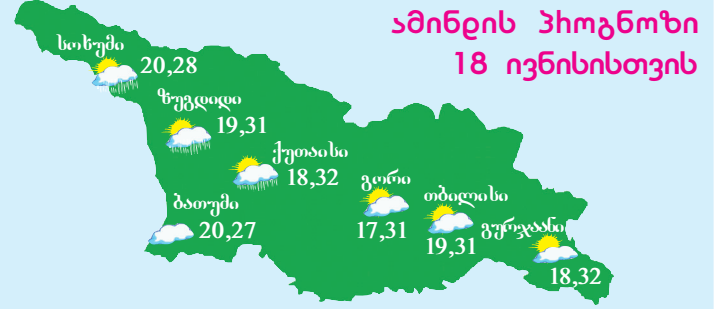 ამინდის პროგნოზი
18 ივნისისთვის
სოხუმი
20,28
ზუგდიდი
19,31
ქუთაისი
18,32
გორი
17,31
თბილისი
19,31
გურჯაანი
18,32
ბათუმი
20,27